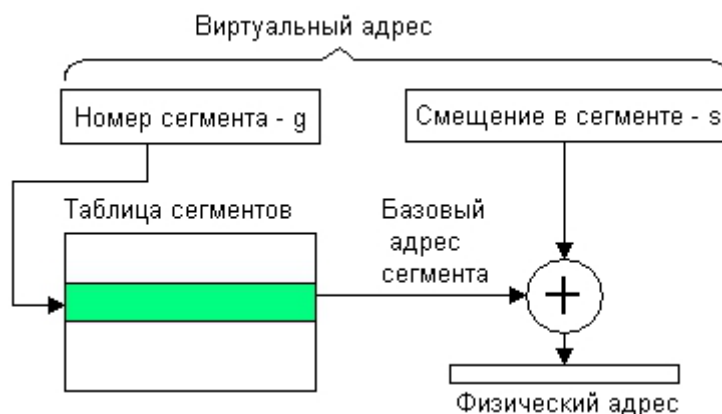 Виртуальный адрес
Номер сегмента - g
Смещение в сегменте - s
Таблица сегментов
Базовый
адрес
сегмента
+
Физический адрес